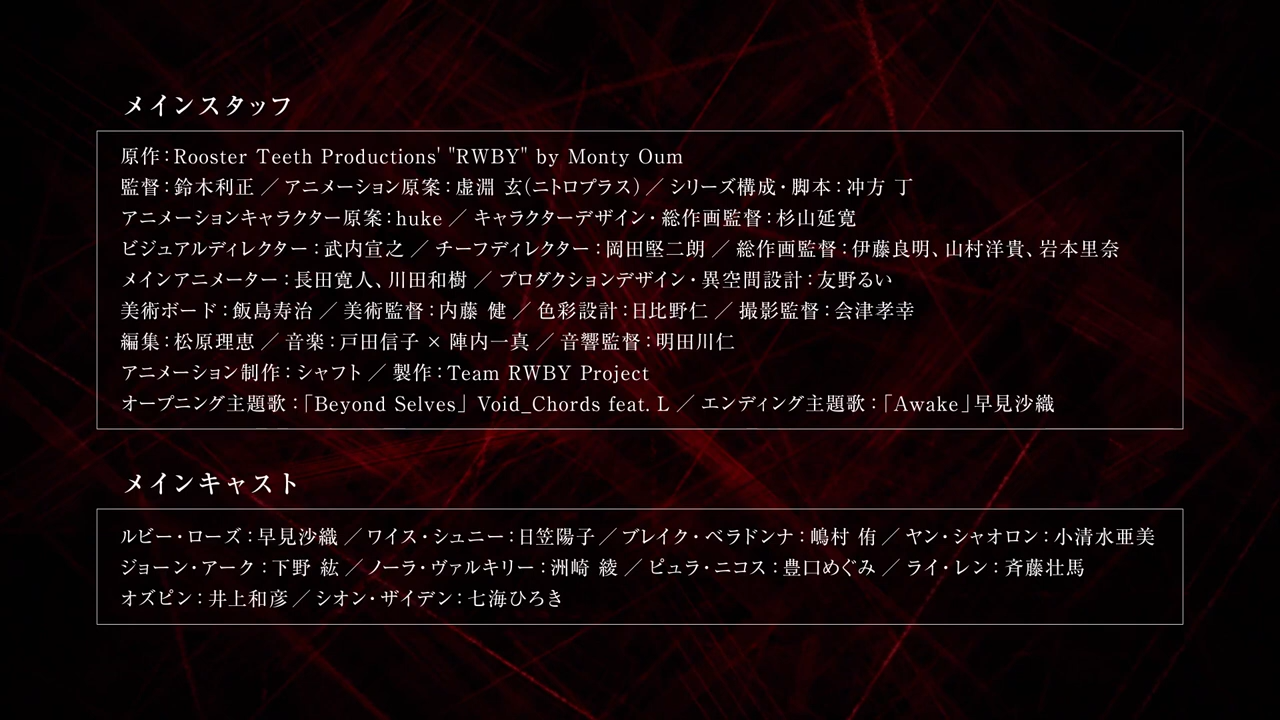 メインスタッフ
原作：Rooster Teeth Productions' "RWBY" by Monty Oum
監督：鈴木利正 ／ アニメーション原案：虚淵 玄(ニトロプラス) ／ シリーズ構成・脚本：冲方 丁
アニメーションキャラクター原案：huke ／ キャラクターデザイン・総作画監督：杉山延寛
ビジュアルディレクター：武内宣之 ／ チーフディレクター：岡田堅二朗 ／ 総作画監督：伊藤良明、山村洋貴、岩本里奈
メインアニメーター：長田寛人、川田和樹 ／ プロダクションデザイン・異空間設計：友野るい
美術ボード：飯島寿治 ／ 美術監督：内藤 健 ／ 色彩設計：日比野仁 ／ 撮影監督：会津孝幸
編集：松原理恵 ／ 音楽：戸田信子 × 陣内一真 ／ 音響監督：明田川仁
アニメーション制作：シャフト ／ 製作：Team RWBY Project
オープニング主題歌：「Beyond Selves」 Void_Chords feat. L ／ エンディング主題歌：「Awake」早見沙織
メインキャスト
ルビー・ローズ：早見沙織 ／ ワイス・シュニー：日笠陽子 ／ ブレイク・ベラドンナ：嶋村 侑 ／ ヤン・シャオロン：小清水亜美
ジョーン・アーク：下野 紘 ／ ノーラ・ヴァルキリー：洲崎 綾 ／ ピュラ・ニコス：豊口めぐみ ／ ライ・レン：斉藤壮馬
オズピン：井上和彦 ／ シオン・ザイデン：七海ひろき